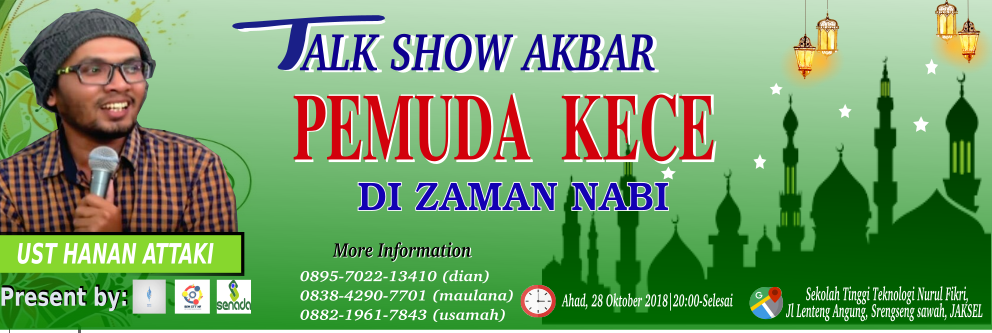 TALK SHOW AKBAR
PEMUDA KECE
DI ZAMAN NABI
UST HANAN ATTAKI
Present by:
senada
More Information
0895-7022-13410 (dian)
0838-4290-7701 (maulana)
0882-1961-7843 (usamah)
Ahad, 28 Oktober 2018|20:00-Selesai
Sekolah Tinggi Teknologi Nurul Fikri,
Jl Lenteng Angung, Srengseng sawah, JAKSEL